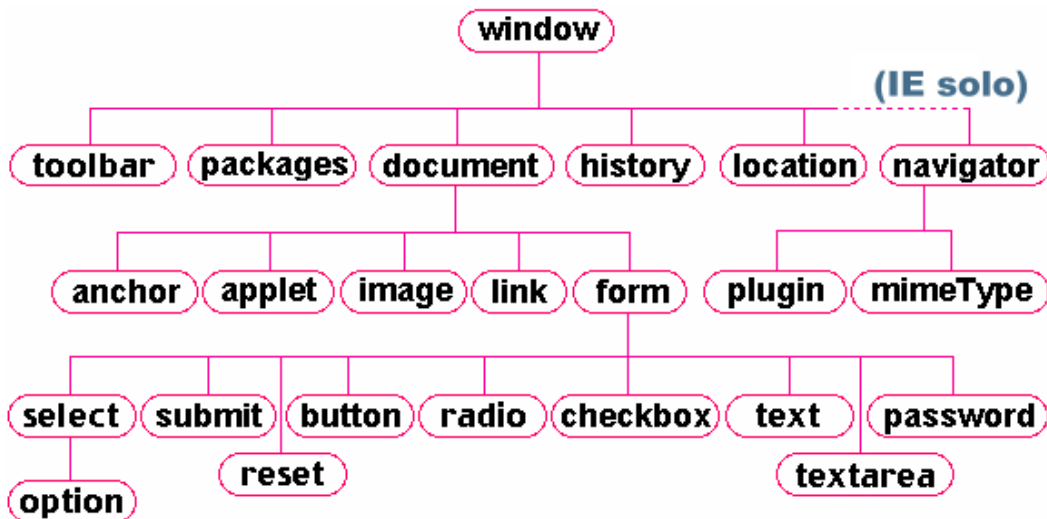 window
(IE solo)
toolbar packages document history location navigator
anchor applet image link form plugin mimeType
select submit button radio checkbox text password
reset textarea
option